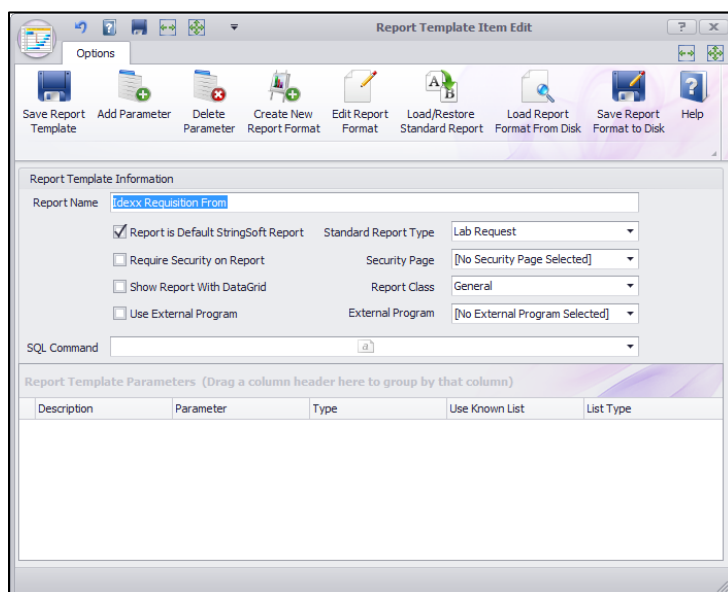 Report Template Item Edit
Options
Save Report Template
Add Parameter
Delete Parameter
Create New Report Format
Edit Report Format
Load/Restore Standard Report
Load Report Format From Disk
Save Report Format to Disk
Help
Report Template Information
Report Name Idexx Requisition From
Report is Default StringSoft Report Standard Report Type Lab Request
Require Security on Report Security Page [No Security Page Selected]
Show Report With DataGrid Report Class General
Use External Program External Program [No External Program Selected]
SQL Command a
Report Template Parameters (Drag a column header here to group by that column)
Description Parameter Type Use Known List List Type